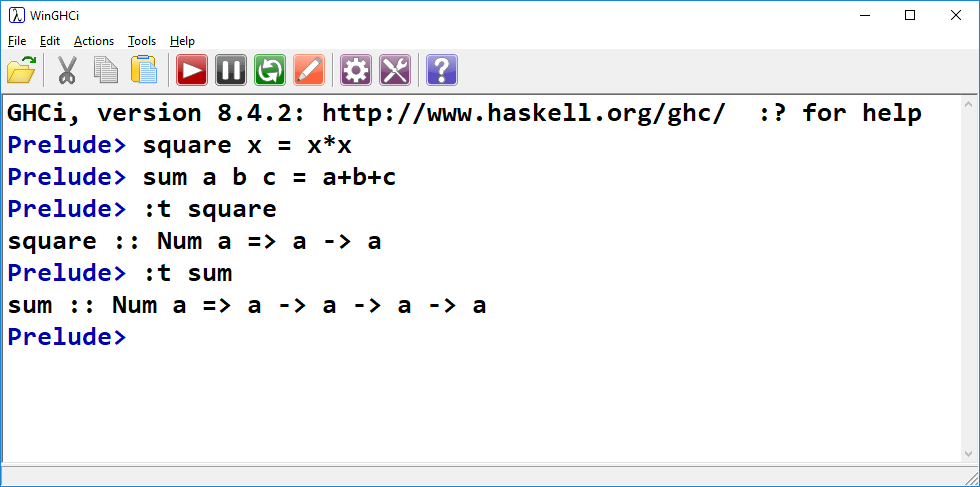 WinGHCi
File Edit Actions Tools Help
GHCi, version 8.4.2: http://www.haskell.org/ghc/  :? for help
Prelude> square x = x*x
Prelude> sum a b c = a+b+c
Prelude> :t square
square :: Num a => a -> a
Prelude> :t sum
sum :: Num a => a -> a -> a -> a
Prelude>